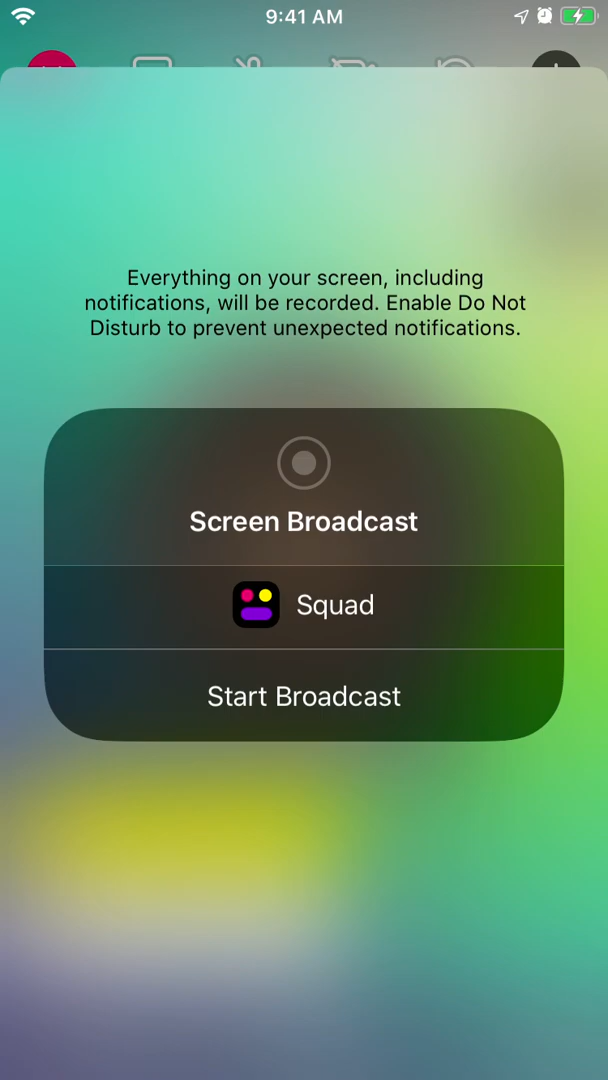 9:41 AM
Everything on your screen, including
notifications, will be recorded. Enable Do Not
Disturb to prevent unexpected notifications.
Screen Broadcast
Squad
Start Broadcast